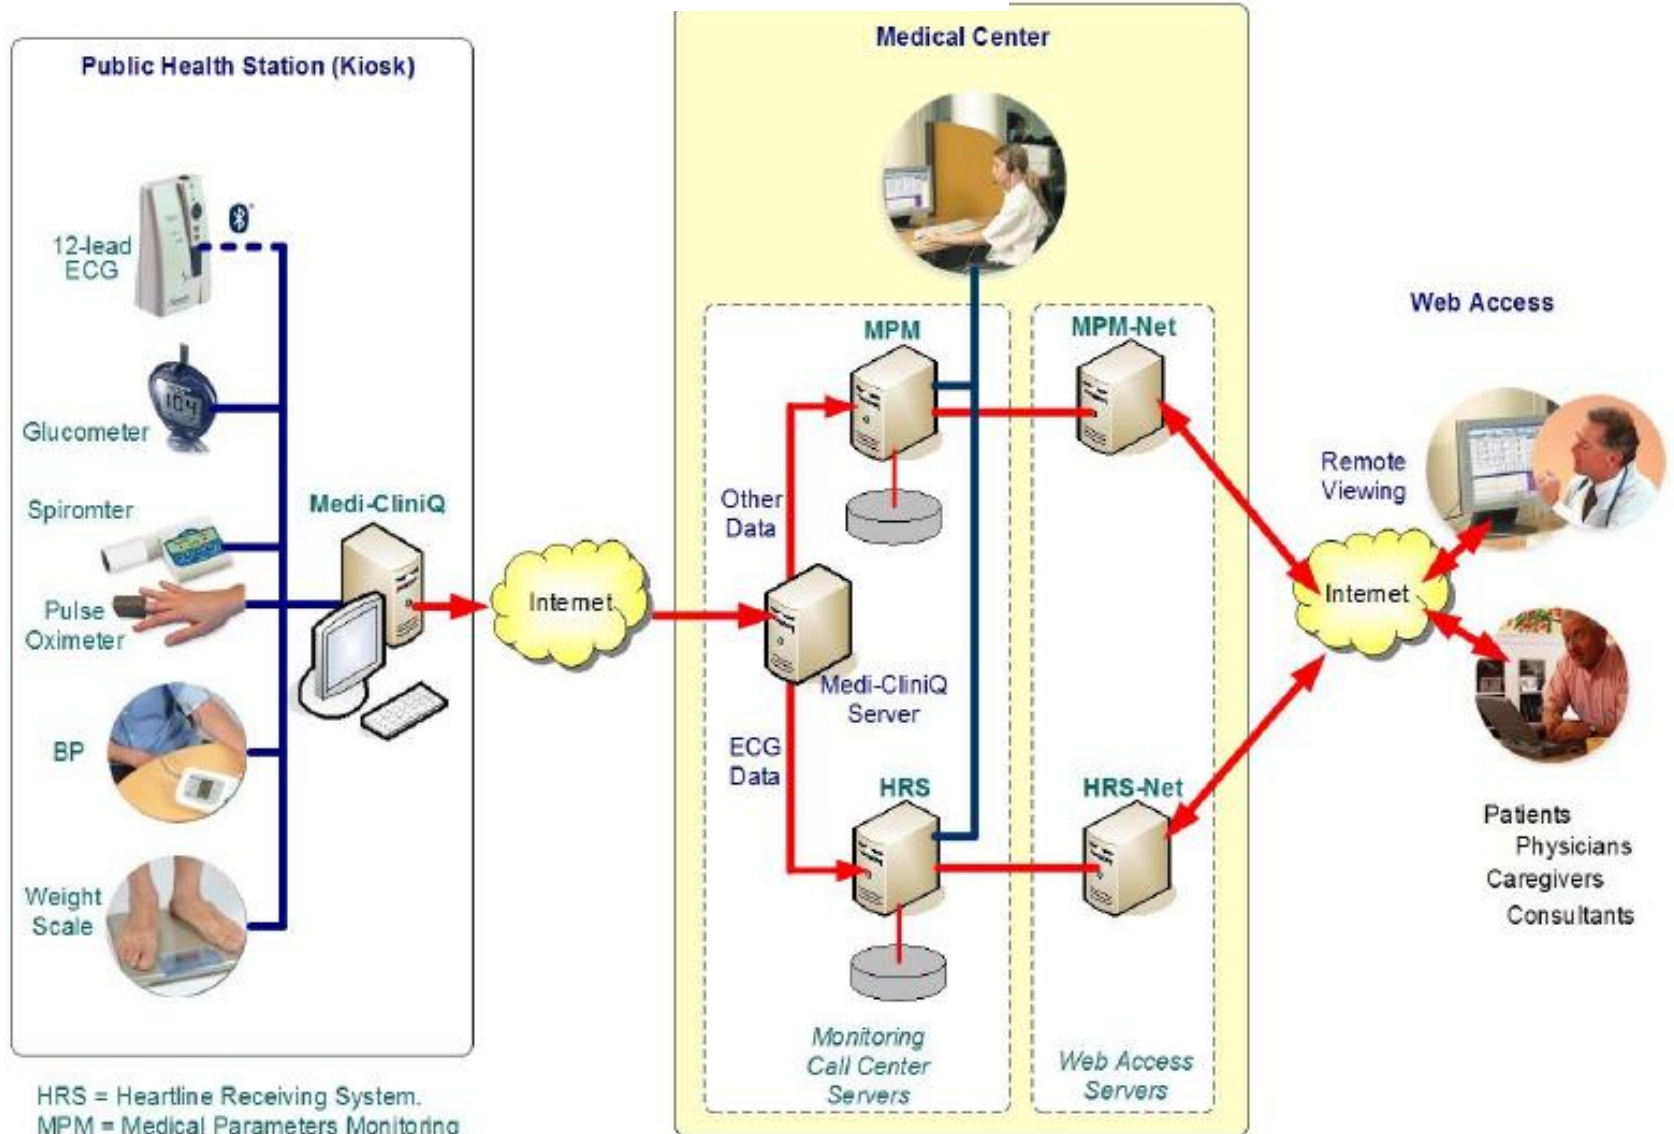 Public Health Station (Kiosk)
12-lead
ECG
Glucometer
104
Spiromter
Pulse
Oximeter
BP
Weight
Scale
Medi-CliniQ
HRS = Heartline Receiving System.
MPM = Medical Parameters Monitoring
Internet
Medical Center
MPM
MPM-Net
Other
Data
Medi-CliniQ
Server
ECG
Data
HRS
HRS-Net
Monitoring
Call Center
Servers
Web Access
Servers
Web Access
Remote
Viewing
Internet
Patients
Physicians
Caregivers
Consultants